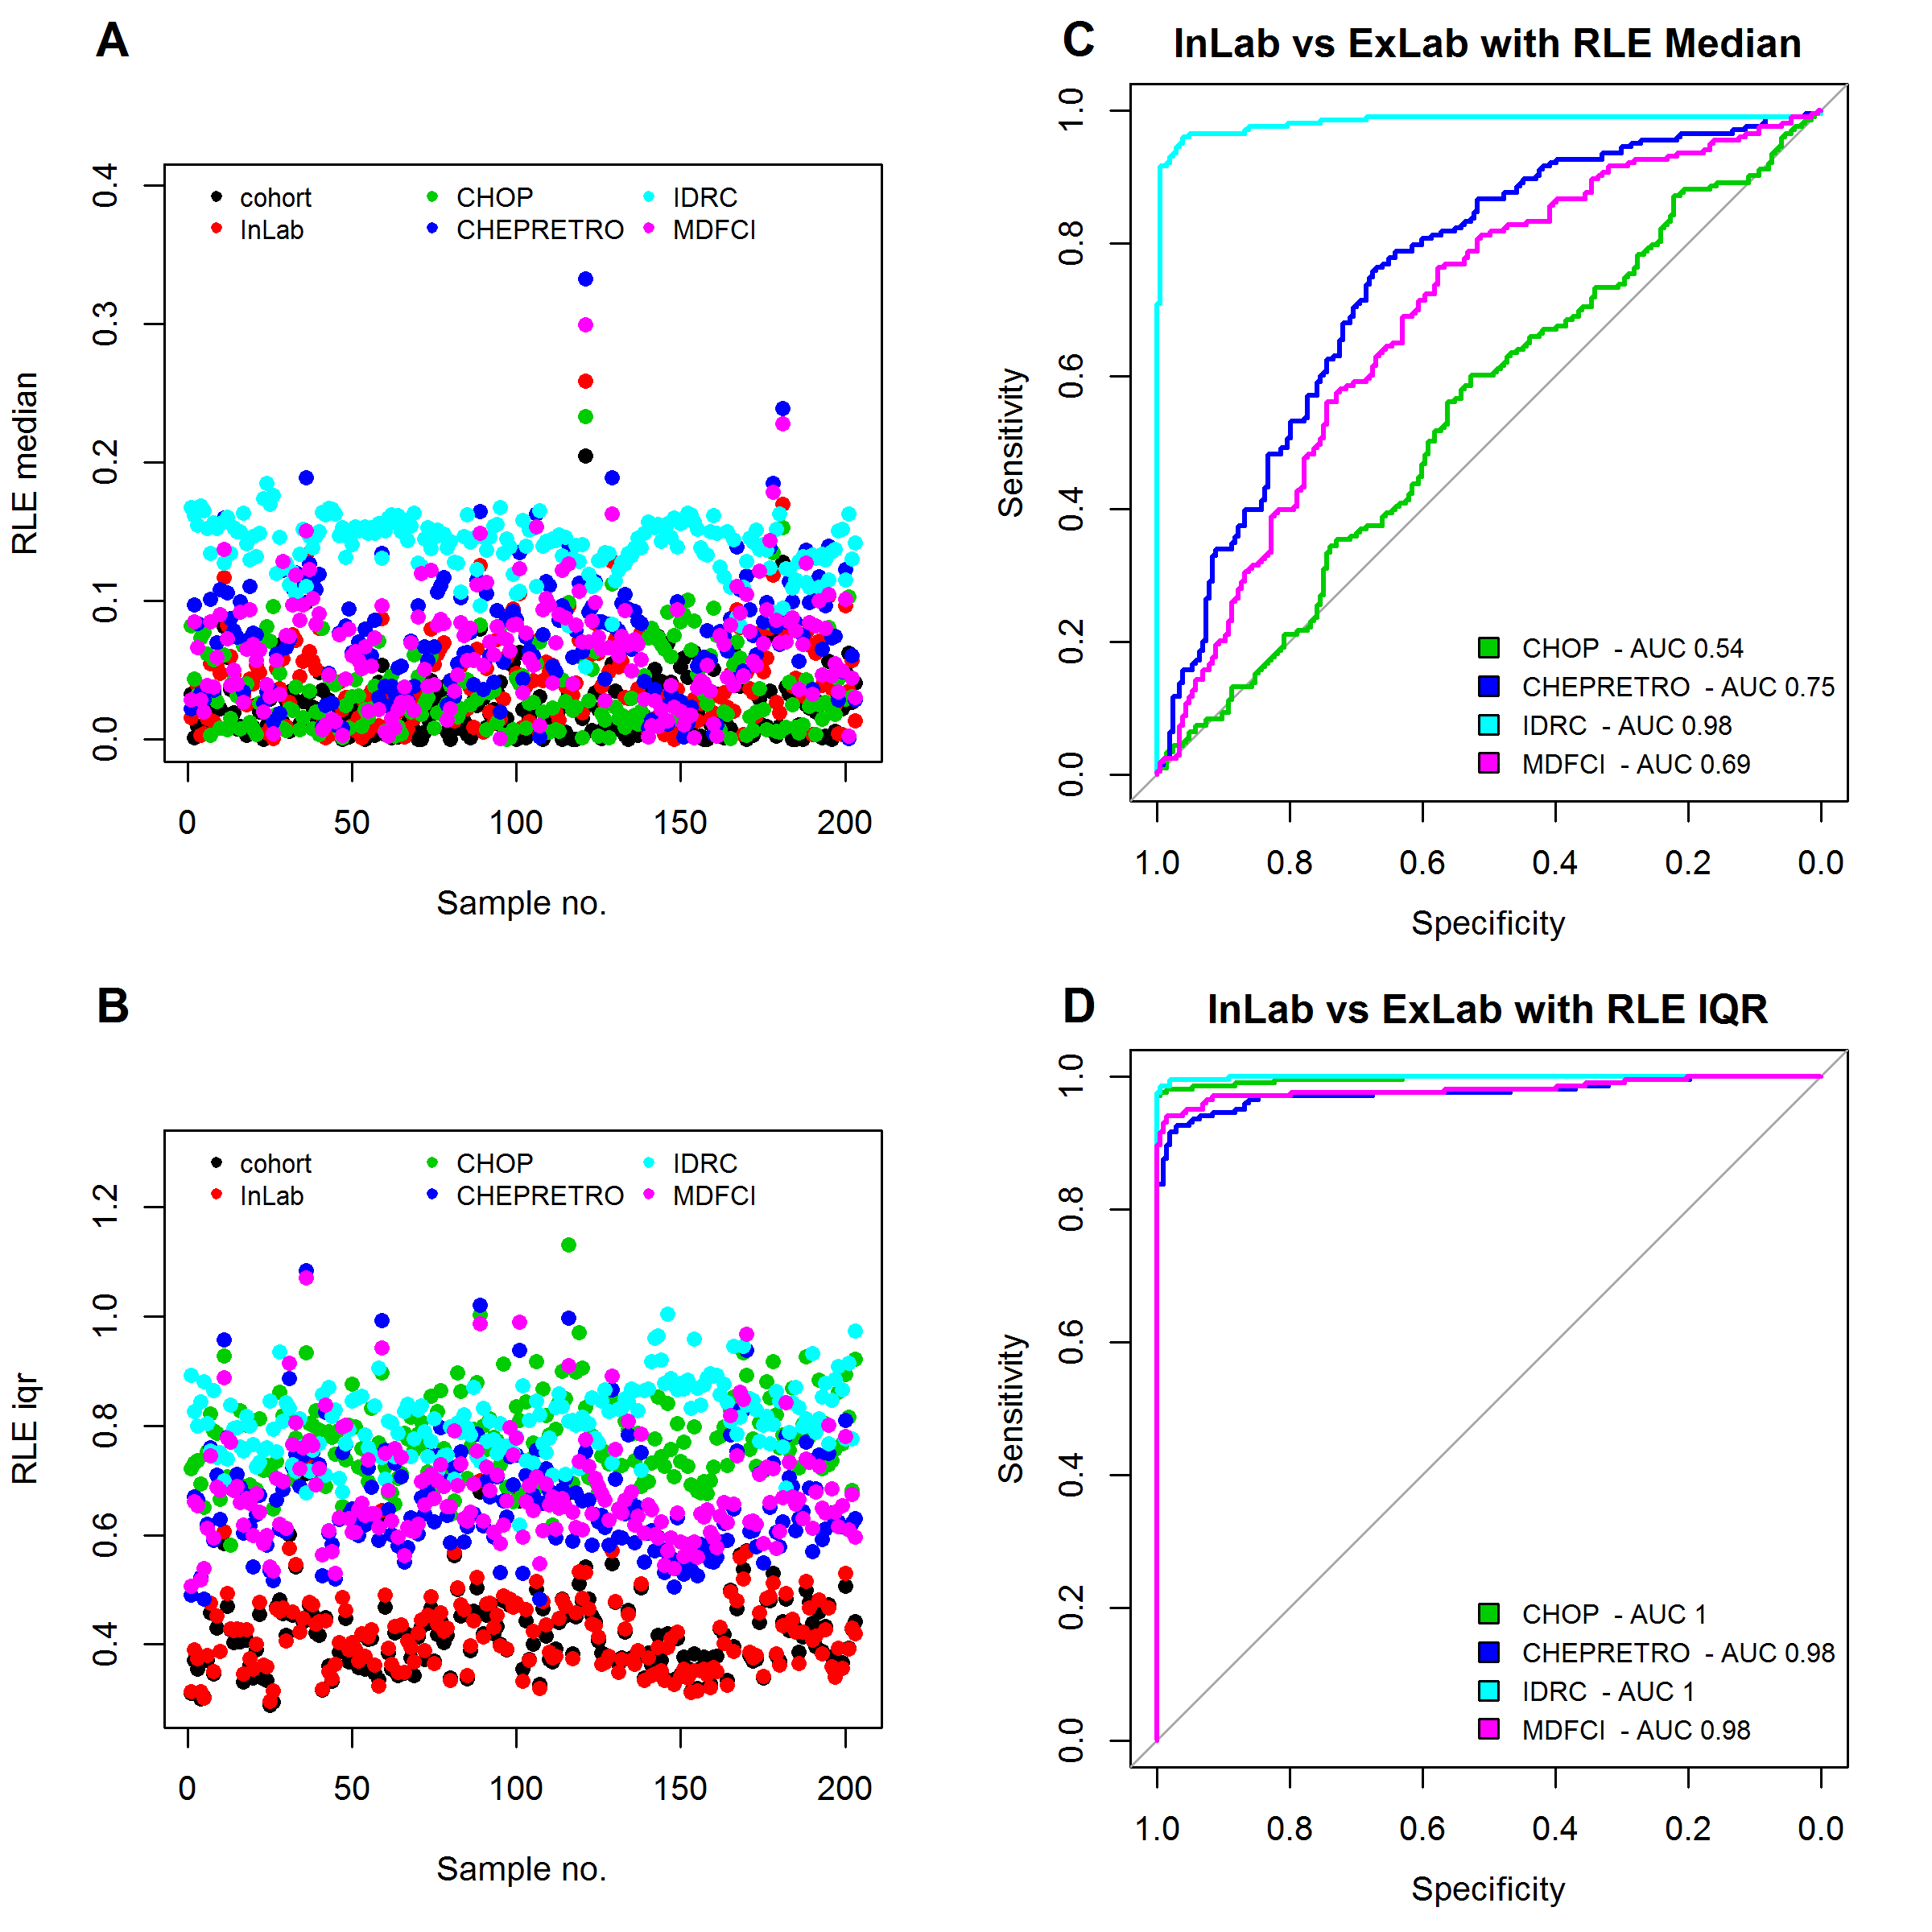 A
RLE median
0.4
0.3
0.2
0.1
0.0
cohort CHOP IDRC
InLab CHEPRETRO MDFCI
0 50 100 150 200
Sample no.
C
InLab vs ExLab with RLE Median
Sensitivity
1.0
0.8
0.6
0.4
0.2
0.0
CHOP - AUC 0.54
CHEPRETRO - AUC 0.75
IDRC - AUC 0.98
MDFCI - AUC 0.69
1.0 0.8 0.6 0.4 0.2 0.0
Specificity
B
RLE iqr
1.2
1.0
0.8
0.6
0.4
cohort CHOP IDRC
InLab CHEPRETRO MDFCI
0 50 100 150 200
Sample no.
D
InLab vs ExLab with RLE IQR
Sensitivity
1.0
0.8
0.6
0.4
0.2
0.0
CHOP - AUC 1
CHEPRETRO - AUC 0.98
IDRC - AUC 1
MDFCI - AUC 0.98
1.0 0.8 0.6 0.4 0.2 0.0
Specificity